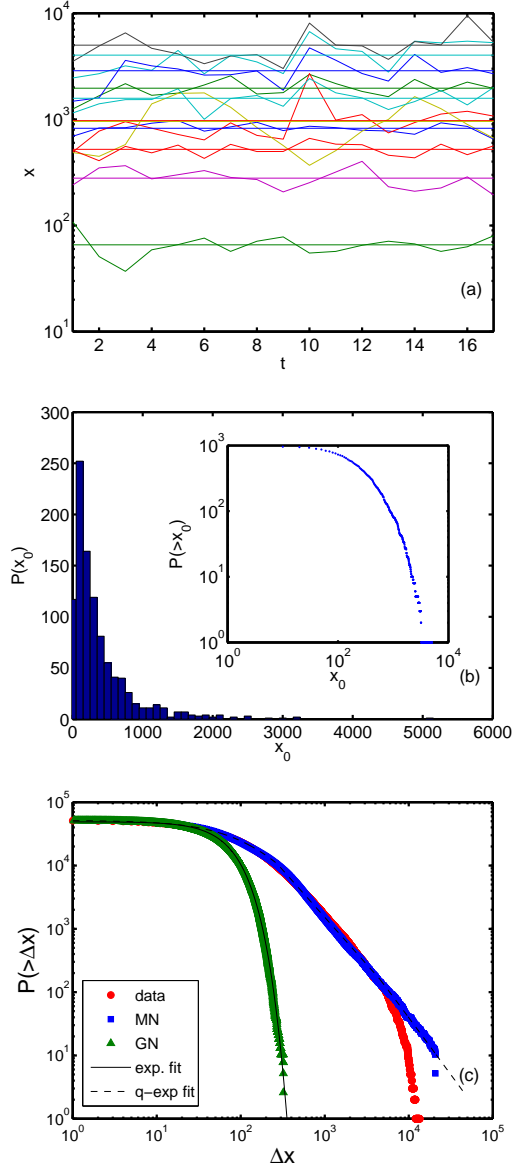 10^4
10^3
10^2
10^1
x
2 4 6 8 10 12 14 16
t
(a)
300
250
200
150
100
50
0
P(x_0)
0 1000 2000 3000 4000 5000 6000
x_0
10^3
10^2
10^1
10^0
P(>x_0)
10^0 10^2 10^4
x_0
(b)
10^5
10^4
10^3
10^2
10^1
10^0
P(>Δx)
data
MN
GN
exp. fit
q−exp fit
(c)
10^0 10^1 10^2 10^3 10^4 10^5
Δx